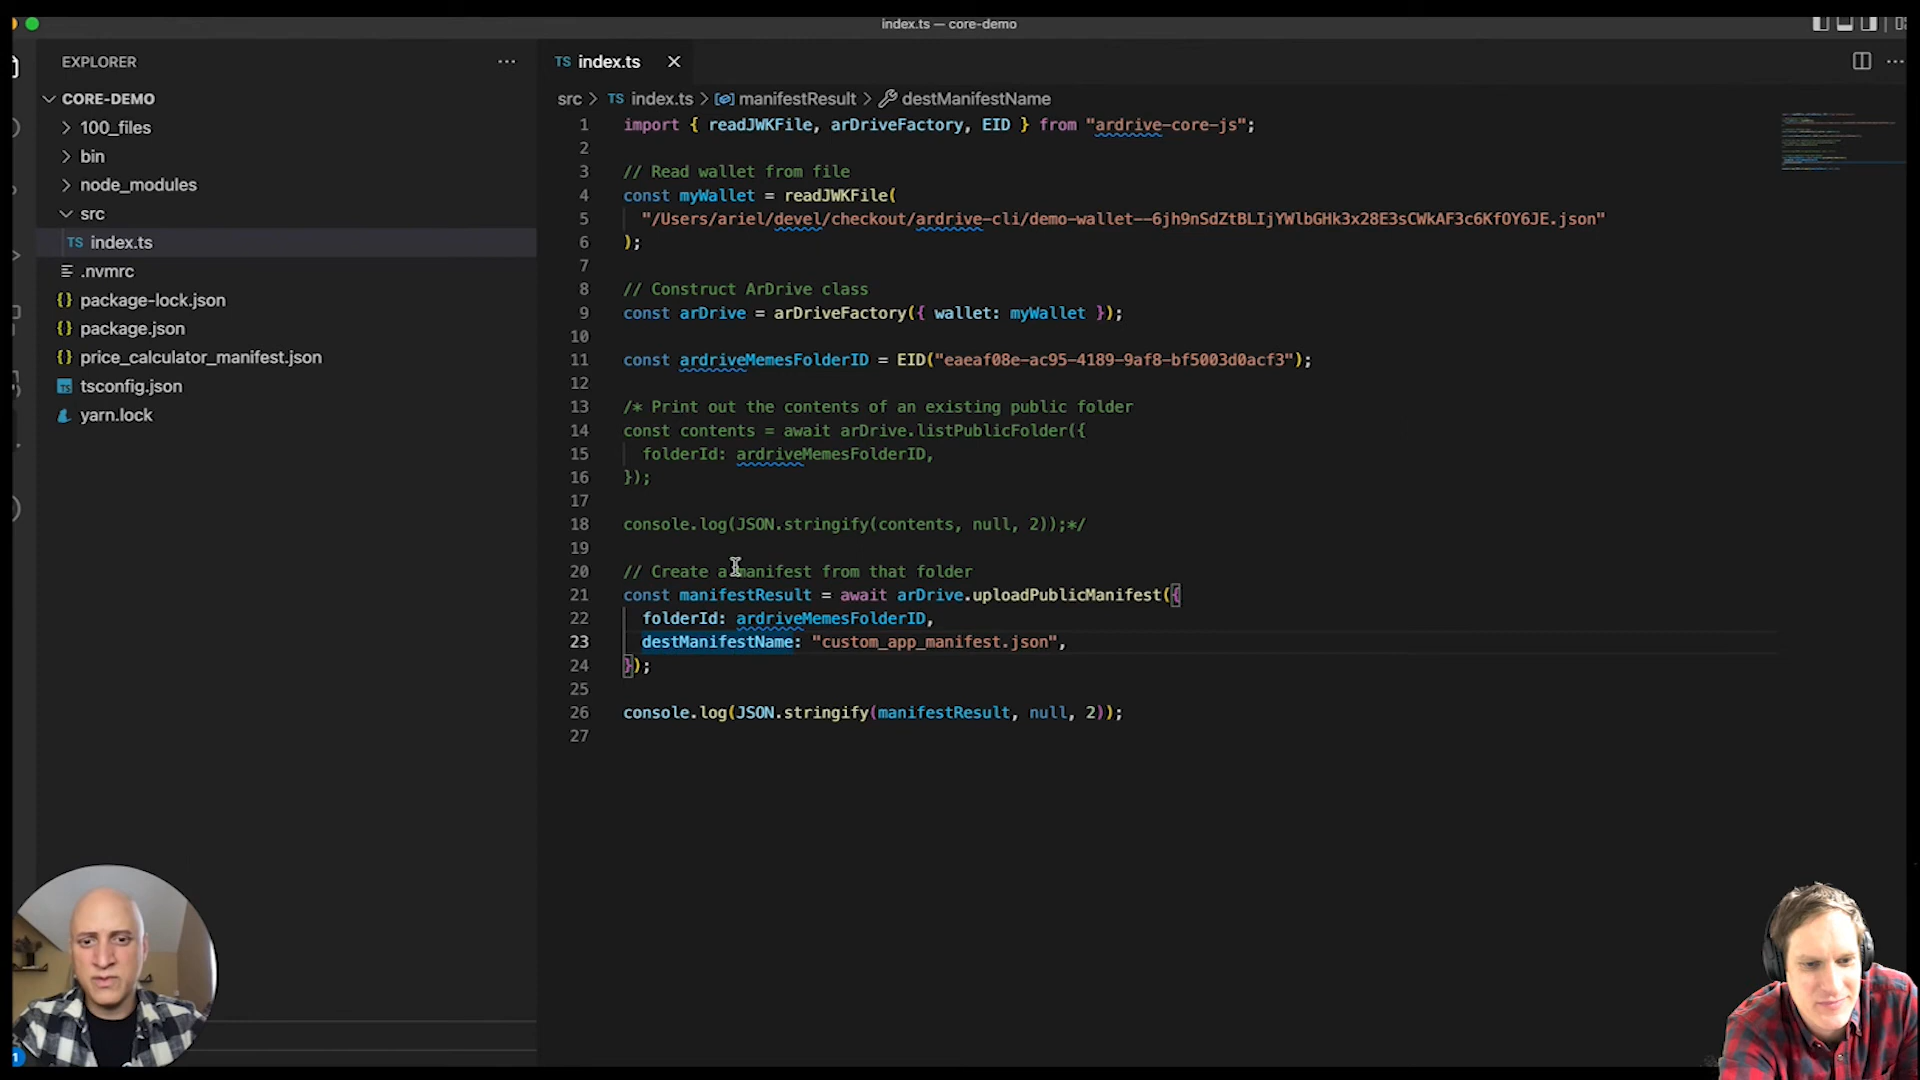 index.ts — core-demo
EXPLORER
CORE-DEMO
100_files
bin
node_modules
src
TS index.ts
.nvmrc
{} package-lock.json
{} package.json
{} price_calculator_manifest.json
TS tsconfig.json
yarn.lock
TS index.ts
src > TS index.ts > manifestResult > destManifestName
1 import { readJWKFile, arDriveFactory, EID } from "ardrive-core-js";
2
3 // Read wallet from file
4 const myWallet = readJWKFile(
5 "/Users/ariel/devel/checkout/ardrive-cli/demo-wallet--6jh9nSdZtBLIjYWlbGHk3x28E3sCWkAF3c6KfOY6JE.json"
6 );
7
8 // Construct ArDrive class
9 const arDrive = arDriveFactory({ wallet: myWallet });
10
11 const ardriveMemesFolderID = EID("eaeaf08e-ac95-4189-9af8-bf5003d0acf3");
12
13 /* Print out the contents of an existing public folder
14 const contents = await arDrive.listPublicFolder({
15 folderId: ardriveMemesFolderID,
16 });
17
18 console.log(JSON.stringify(contents, null, 2));*/
19
20 // Create a manifest from that folder
21 const manifestResult = await arDrive.uploadPublicManifest({
22 folderId: ardriveMemesFolderID,
23 destManifestName: "custom_app_manifest.json",
24 });
25
26 console.log(JSON.stringify(manifestResult, null, 2));
27
1